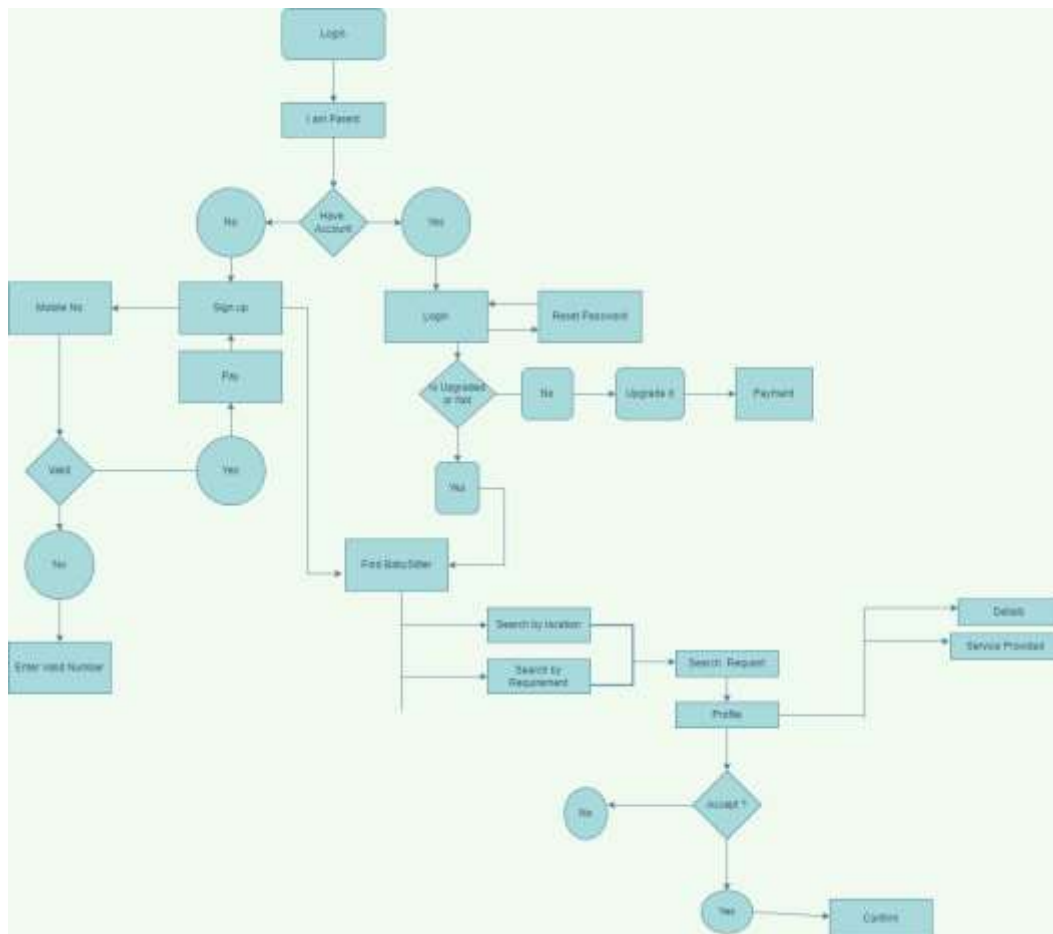 Login
I am Parent
Have
Account
No
Yes
Mobile No
Sign up
Login
Reset Password
Pay
Is Upgraded
or Not
No
Upgrade it
Payment
Valid
Yes
Yes
No
Find BabySitter
Enter Valid Number
Search by location
Search by
Requirement
Search Request
Details
Service Provided
Profile
Accept ?
No
Yes
Confirm